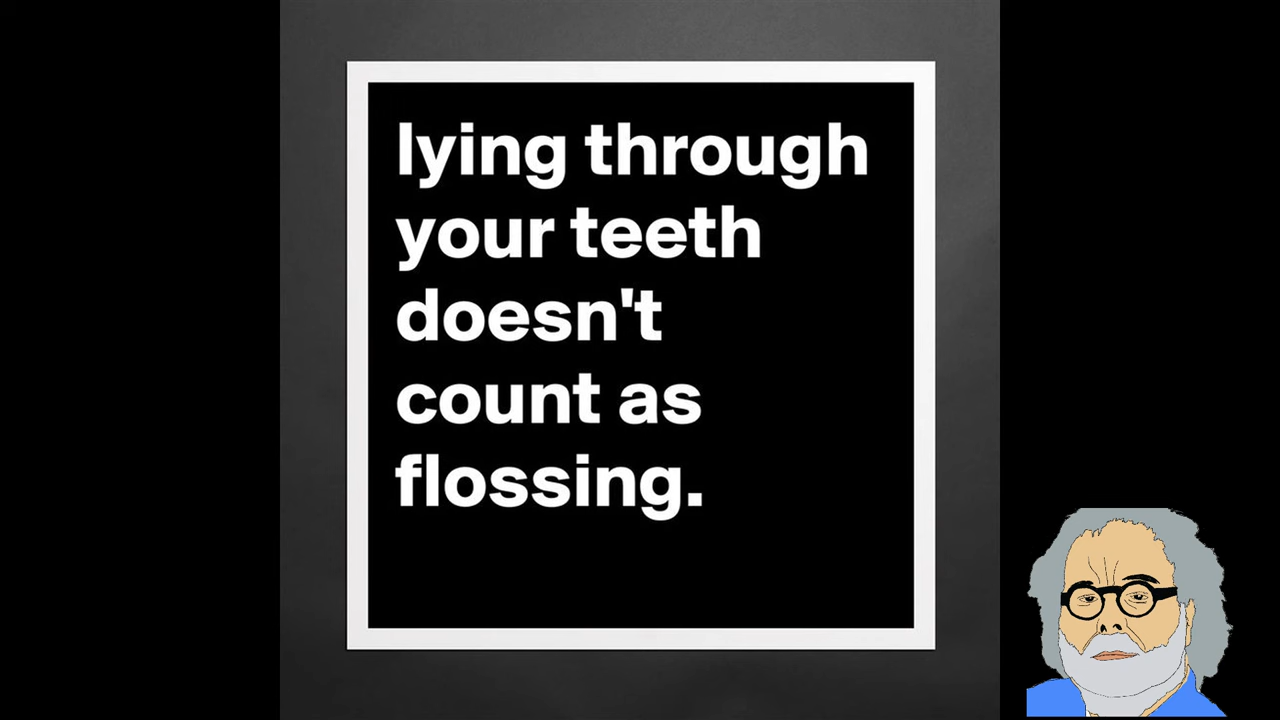 lying through
your teeth
doesn't
count as
flossing.